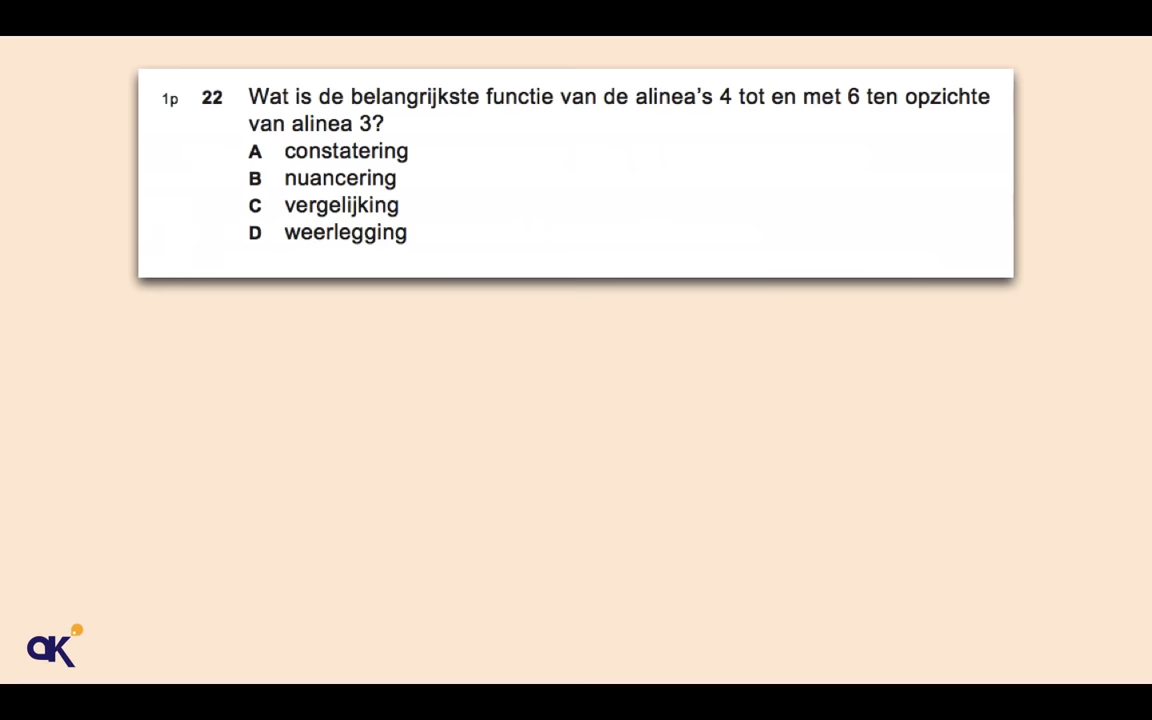 1p 22 Wat is de belangrijkste functie van de alinea's 4 tot en met 6 ten opzichte
van alinea 3?
A constatering
B nuancering
C vergelijking
D weerlegging
ak